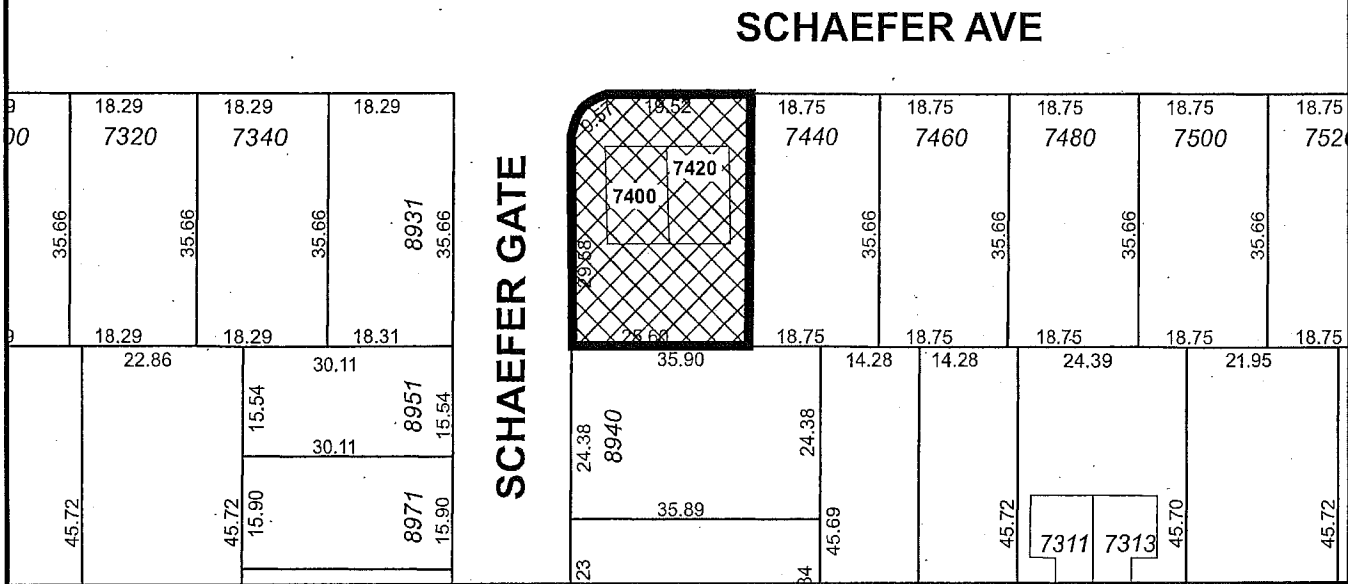 SCHAEFER AVE
18.29 18.29 18.29 9.57 19.52 18.75 18.75 18.75 18.75 18.75
7320 7340 7440 7460 7480 7500
7420
7400
SCHAEFER GATE
35.66 35.66 35.66 8931 35.66 29.58 35.66 35.66 35.66 35.66
18.29 18.29 18.31 18.75 18.75 18.75 18.75 18.75
22.86 30.11 35.90 14.28 14.28 24.39 21.95
15.54 8951 15.54
30.11
24.38 8940 24.38
35.89
45.72 45.72 15.90 8971 15.90 45.69 45.72 45.70 45.72
7311 7313